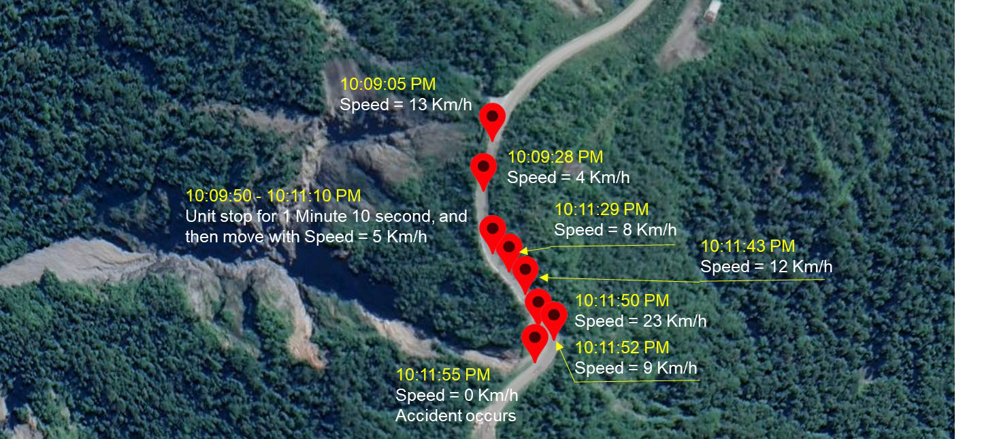 10:09:05 PM
Speed = 13 Km/h
10:09:28 PM
Speed = 4 Km/h
10:09:50 - 10:11:10 PM
Unit stop for 1 Minute 10 second, and
then move with Speed = 5 Km/h
10:11:29 PM
Speed = 8 Km/h
10:11:43 PM
Speed = 12 Km/h
10:11:50 PM
Speed = 23 Km/h
10:11:52 PM
Speed = 9 Km/h
10:11:55 PM
Speed = 0 Km/h
Accident occurs